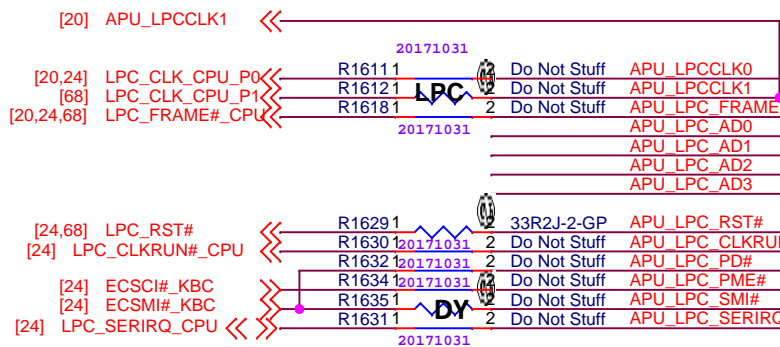 [20] APU_LPCCLK1
20171031
[20,24] LPC_CLK_CPU_P0 R1611 1 2 Do Not Stuff APU_LPCCLK0
[68] LPC_CLK_CPU_P1 R1612 1 LPC 2 Do Not Stuff APU_LPCCLK1
[20,24,68] LPC_FRAME#_CPU R1618 1 2 Do Not Stuff APU_LPC_FRAME
20171031
APU_LPC_AD0
APU_LPC_AD1
APU_LPC_AD2
APU_LPC_AD3
[24,68] LPC_RST# R1629 1 2 33R2J-2-GP APU_LPC_RST#
[24] LPC_CLKRUN#_CPU R1630 1 20171031 2 Do Not Stuff APU_LPC_CLKRUN
R1632 1 20171031 2 Do Not Stuff APU_LPC_PD#
[24] ECSCI#_KBC R1634 1 20171031 2 Do Not Stuff APU_LPC_PME#
[24] ECSMI#_KBC R1635 1 DY 2 Do Not Stuff APU_LPC_SMI#
[24] LPC_SERIRQ_CPU R1631 1 2 Do Not Stuff APU_LPC_SERIRQ
20171031